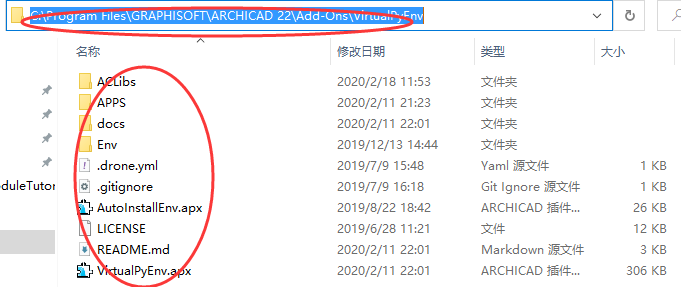 C:\Program Files\GRAPHISOFT\ARCHICAD 22\Add-Ons\VirtualPyEnv
名称 修改日期 类型 大小
ACLibs 2020/2/18 11:53 文件夹
APPS 2020/2/11 21:23 文件夹
docs 2020/2/11 22:01 文件夹
Env 2019/12/13 14:44 文件夹
.drone.yml 2019/7/9 15:48 Yaml 源文件 1 KB
oduleTutor .gitignore 2019/7/9 16:18 Git Ignore 源文件 1 KB
AutoInstallEnv.apx 2019/8/22 18:42 ARCHICAD 插件... 26 KB
LICENSE 2019/6/28 11:21 文件 12 KB
README.md 2020/2/11 22:01 Markdown 源文件 3 KB
VirtualPyEnv.apx 2020/2/11 22:01 ARCHICAD 插件... 306 KB